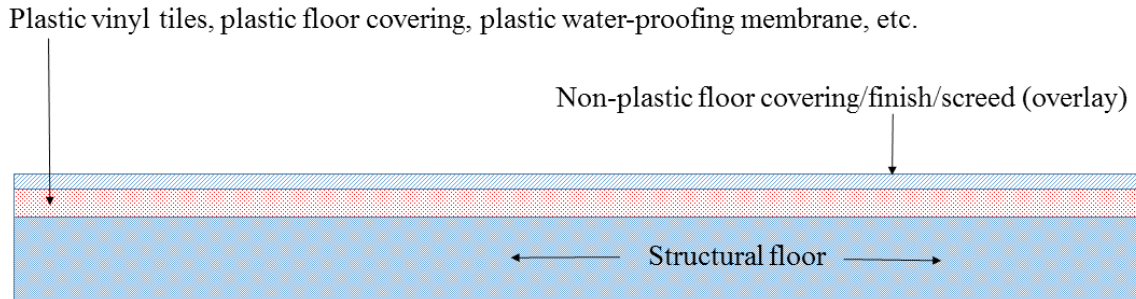 Plastic vinyl tiles, plastic floor covering, plastic water-proofing membrane, etc.
Non-plastic floor covering/finish/screed (overlay)
Structural floor